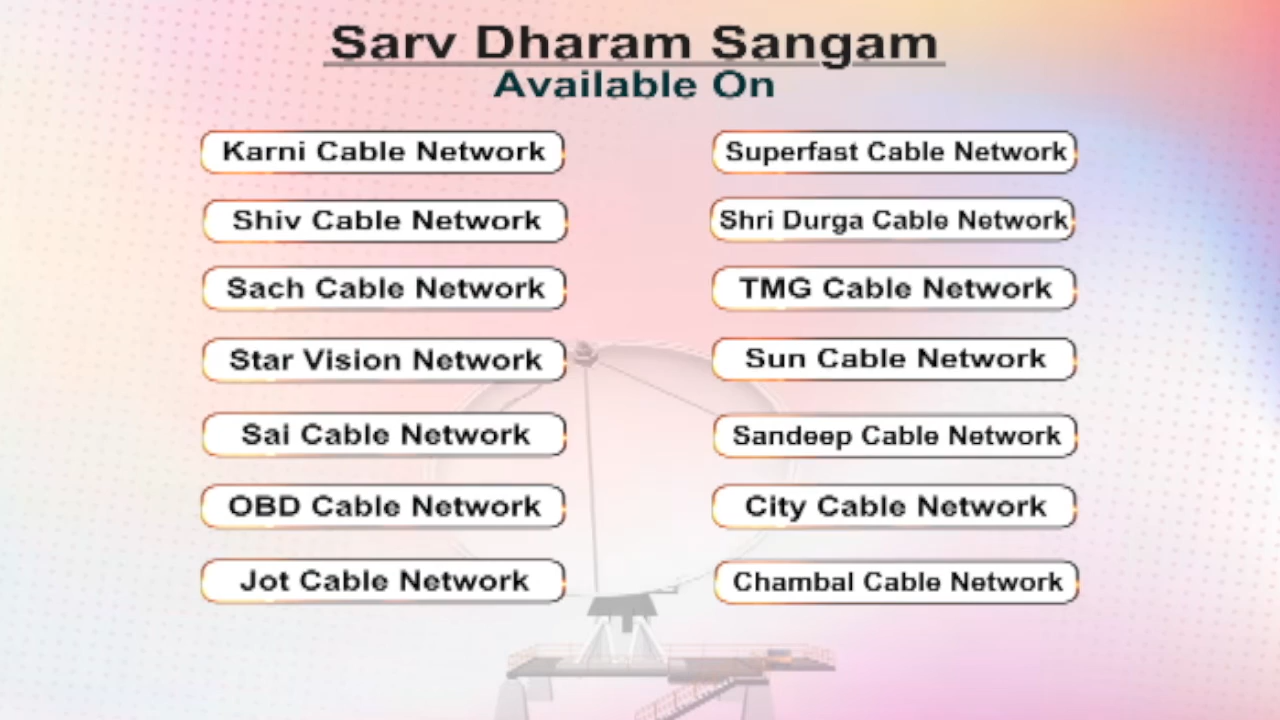 Sarv Dharam Sangam
Available On
Karni Cable Network
Superfast Cable Network
Shiv Cable Network
Shri Durga Cable Network
Sach Cable Network
TMG Cable Network
Star Vision Network
Sun Cable Network
Sai Cable Network
Sandeep Cable Network
OBD Cable Network
City Cable Network
Jot Cable Network
Chambal Cable Network